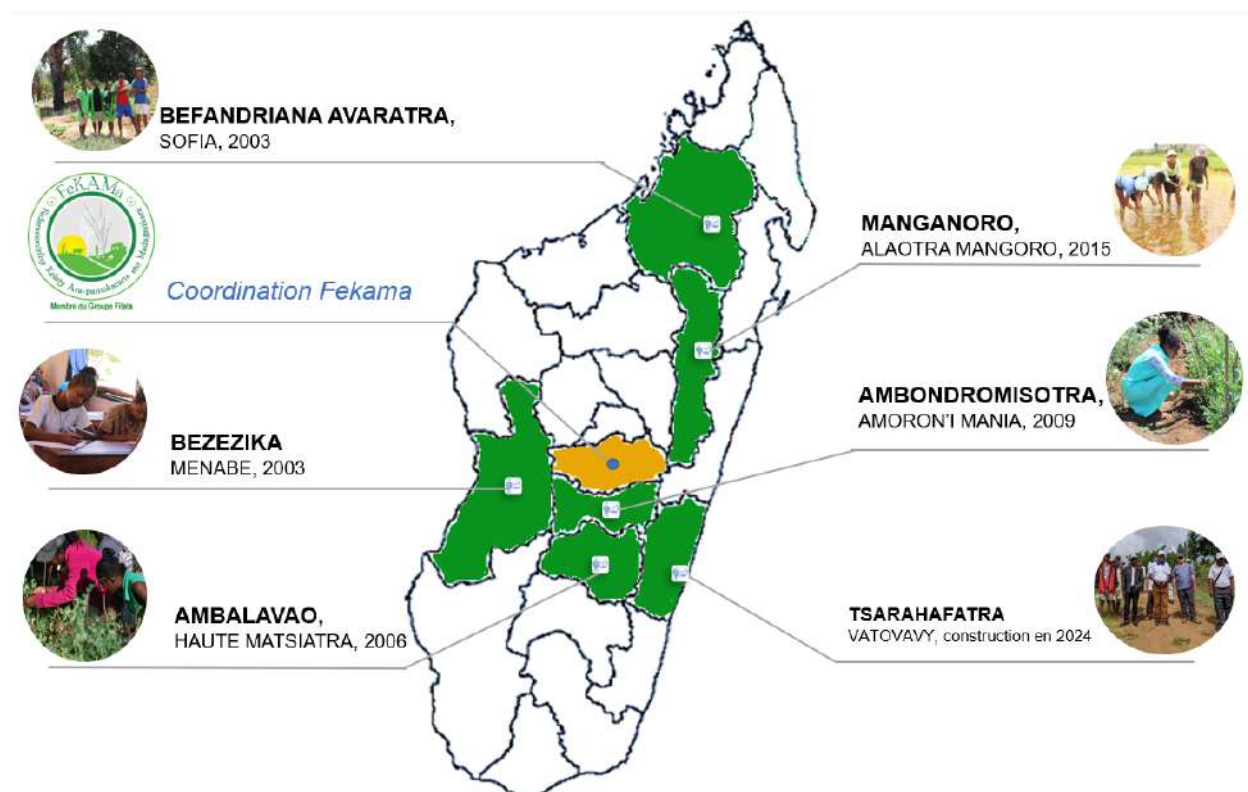 BEFANDRIANA AVARATRA,
SOFIA, 2003
FeKAMa
Membre du Groupe Fifata
Coordination Fekama
BEZEZIKA
MENABE, 2003
AMBALAVAO,
HAUTE MATSIATRA, 2006
MANGANORO,
ALAOTRA MANGORO, 2015
AMBONDROMISOTRA,
AMORON'I MANIA, 2009
TSARAHAFATRA
VATOVAVY, construction en 2024